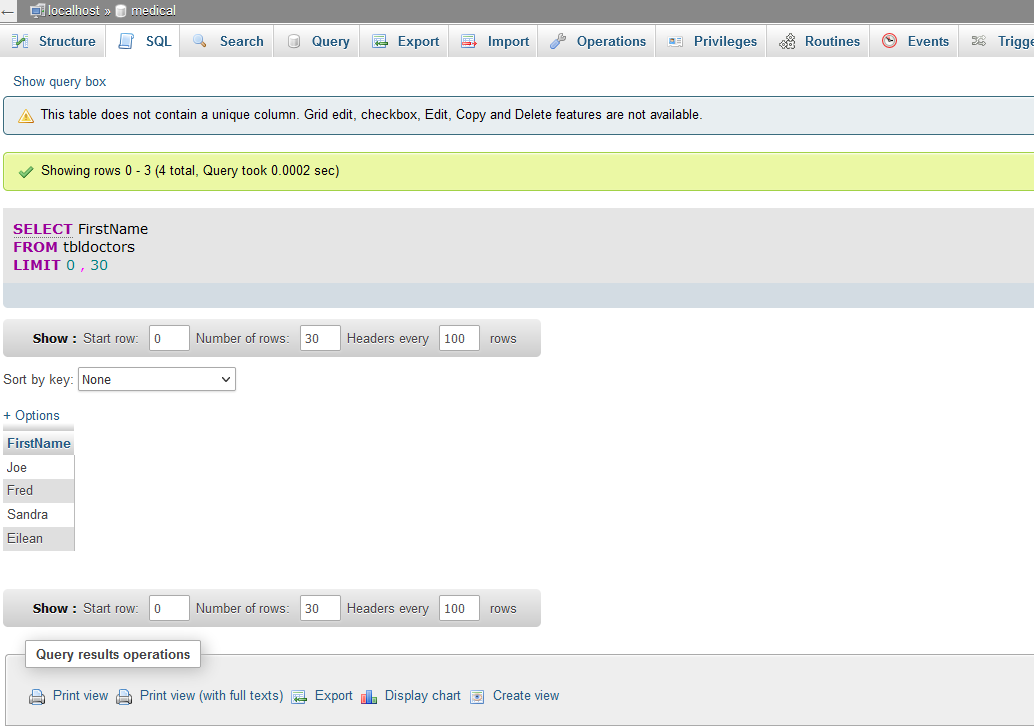 localhost » medical
Structure SQL Search Query Export Import Operations Privileges Routines Events Trigge
Show query box
This table does not contain a unique column. Grid edit, checkbox, Edit, Copy and Delete features are not available.
Showing rows 0 - 3 (4 total, Query took 0.0002 sec)
SELECT FirstName
FROM tbldoctors
LIMIT 0 , 30
Show : Start row: 0 Number of rows: 30 Headers every 100 rows
Sort by key: None
+ Options
FirstName
Joe
Fred
Sandra
Eilean
Show : Start row: 0 Number of rows: 30 Headers every 100 rows
Query results operations
Print view Print view (with full texts) Export Display chart Create view